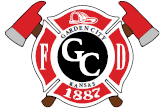 GARDEN CITY
F GC D
KANSAS
1887